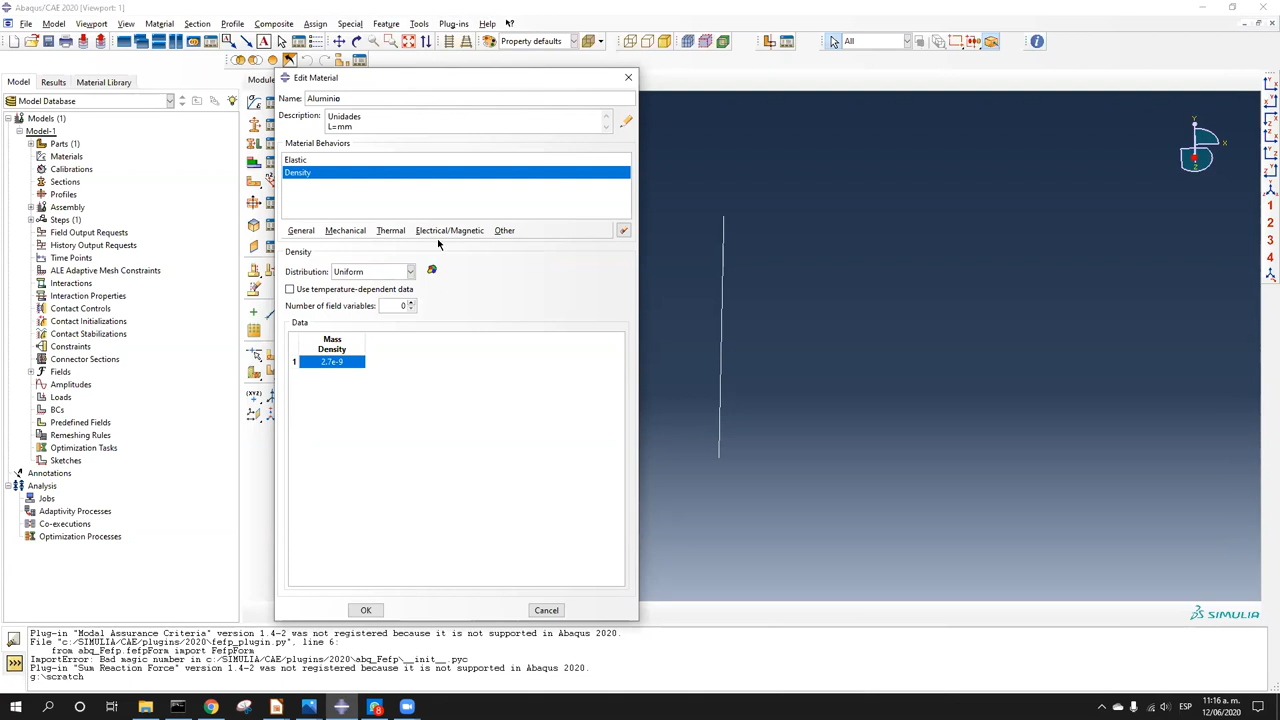 Abaqus/CAE 2020 [Viewport: 1]
File Model Viewport View Material Section Profile Composite Assign Special Feature Tools Plug-ins Help
Property defaults
All
Model Results Material Library
Module
Model Database
Models (1)
Model-1
Parts (1)
Materials
Calibrations
Sections
Profiles
Assembly
Steps (1)
Field Output Requests
History Output Requests
Time Points
ALE Adaptive Mesh Constraints
Interactions
Interaction Properties
Contact Controls
Contact Initializations
Contact Stabilizations
Constraints
Connector Sections
Fields
Amplitudes
Loads
BCs
Predefined Fields
Remeshing Rules
Optimization Tasks
Sketches
Annotations
Analysis
Jobs
Adaptivity Processes
Co-executions
Optimization Processes
Edit Material
Name: Aluminio
Description: Unidades
L=mm
Material Behaviors
Elastic
Density
General Mechanical Thermal Electrical/Magnetic Other
Density
Distribution: Uniform
Use temperature-dependent data
Number of field variables: 0
Data
Mass
Density
1 2.7e-9
OK Cancel
Y
X
Z
1
2
3
4
SIMULIA
Plug-in "Modal Assurance Criteria" version 1.4-2 was not registered because it is not supported in Abaqus 2020.
File "c:/SIMULIA/CAE/plugins/2020\fefp_plugin.py", line 6:
from abq_Fefp.fefpForm import FefpForm
ImportError: Bad magic number in c:/SIMULIA/CAE/plugins/2020\abq_Fefp\__init__.pyc
Plug-in "Sum Reaction Force" version 1.4-2 was not registered because it is not supported in Abaqus 2020.
g:\scratch
ESP
11:16 a. m.
12/06/2020